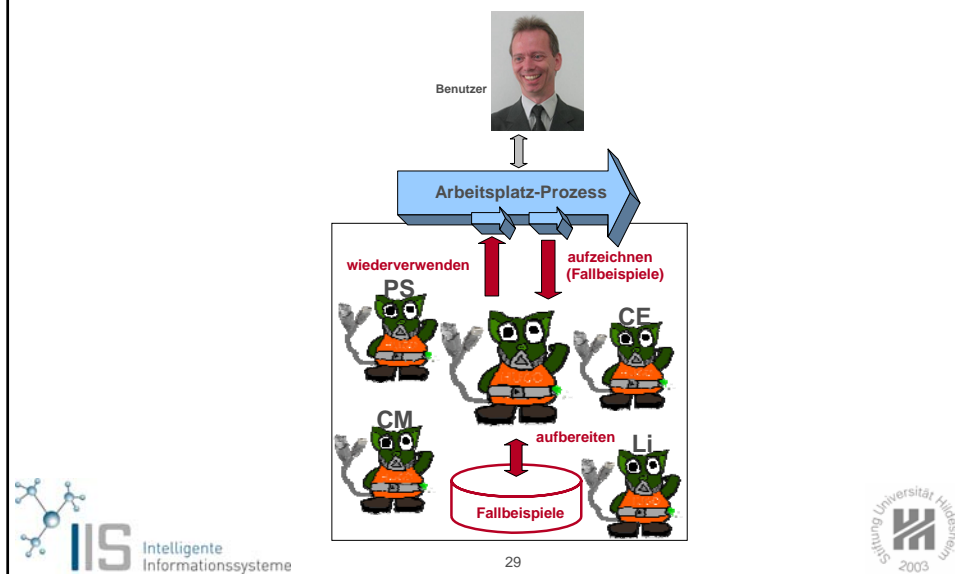 Benutzer
Arbeitsplatz-Prozess
wiederverwenden
aufzeichnen
(Fallbeispiele)
PS
CE
CM
aufbereiten
Li
Fallbeispiele
IIS Intelligente
Informationssysteme
29
Stiftung Universität Hildesheim
2003